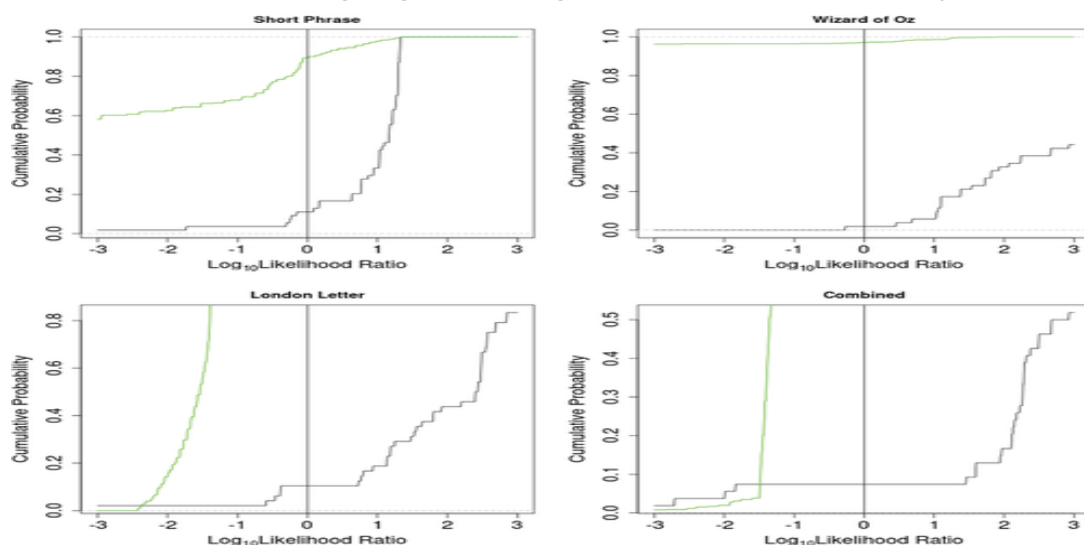 Short Phrase
Cumulative Probability
1.0
0.8
0.6
0.4
0.2
0.0
-3 -2 -1 0 1 2 3
Log₁₀Likelihood Ratio
Wizard of Oz
Cumulative Probability
1.0
0.8
0.6
0.4
0.2
0.0
-3 -2 -1 0 1 2 3
Log₁₀Likelihood Ratio
London Letter
Cumulative Probability
0.8
0.6
0.4
0.2
0.0
-3 -2 -1 0 1 2 3
Log₁₀Likelihood Ratio
Combined
Cumulative Probability
0.5
0.4
0.3
0.2
0.1
0.0
-3 -2 -1 0 1 2 3
Log₁₀Likelihood Ratio